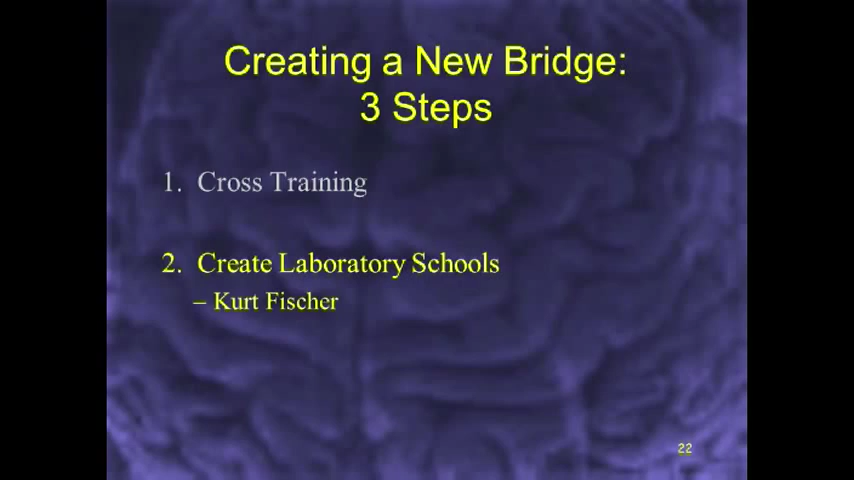 Creating a New Bridge:
3 Steps
1. Cross Training
2. Create Laboratory Schools
– Kurt Fischer
22